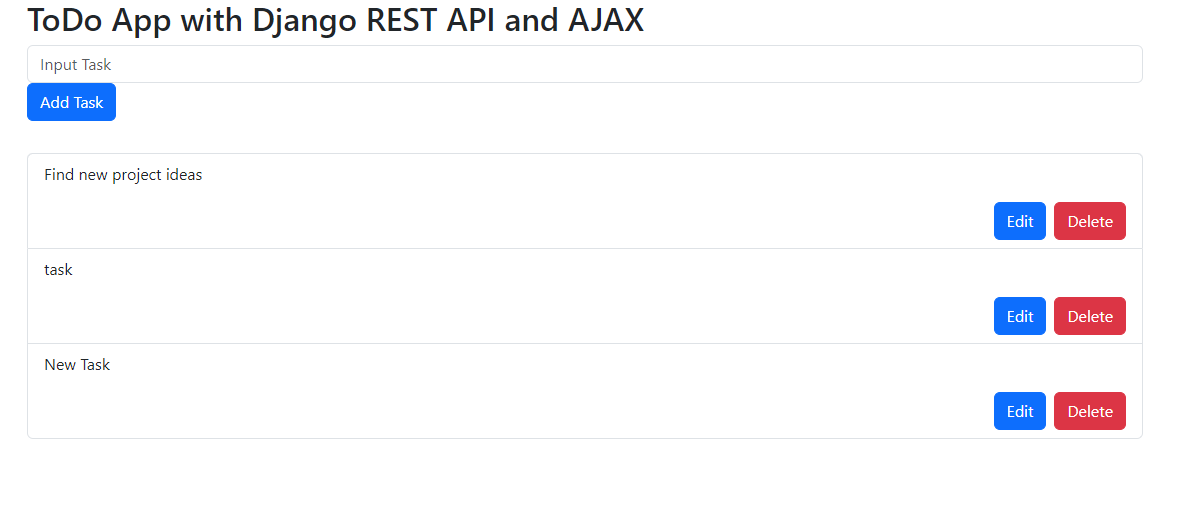 ToDo App with Django REST API and AJAX
Input Task
Add Task
Find new project ideas
Edit Delete
task
Edit Delete
New Task
Edit Delete